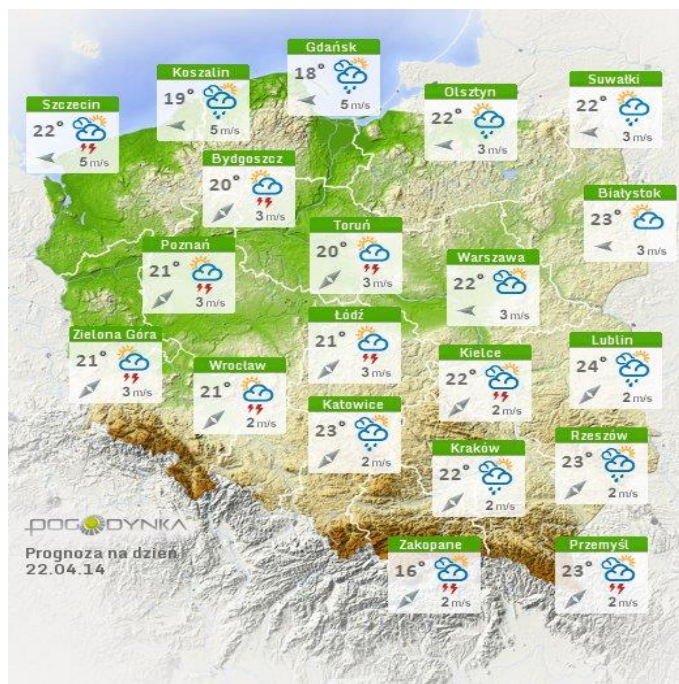 Gdańsk
18°
5 m/s
Koszalin
19°
5 m/s
Suwałki
22°
3 m/s
Olsztyn
22°
3 m/s
Szczecin
22°
5 m/s
Bydgoszcz
20°
3 m/s
Białystok
23°
3 m/s
Toruń
20°
3 m/s
Poznań
21°
3 m/s
Warszawa
22°
3 m/s
Łódź
21°
3 m/s
Zielona Góra
21°
3 m/s
Lublin
24°
2 m/s
Kielce
22°
2 m/s
Wrocław
21°
2 m/s
Katowice
23°
2 m/s
Rzeszów
23°
2 m/s
Kraków
22°
2 m/s
POGODYNKA
Prognoza na dzień
22.04.14
Zakopane
16°
2 m/s
Przemyśl
23°
2 m/s